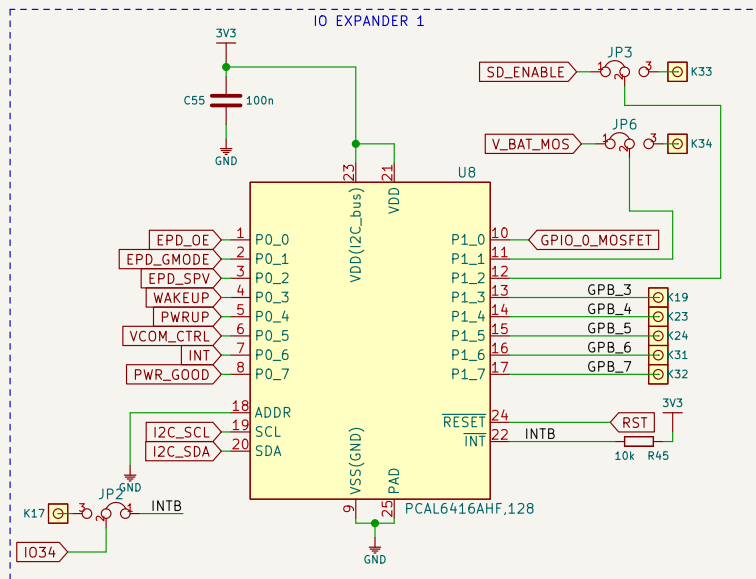 IO EXPANDER 1
3V3
C55 100n
GND
JP3
SD_ENABLE 1 2 3 K33
JP6
V_BAT_MOS 1 2 3 K34
U8
23 21
VDD(I2C_bus) VDD
EPD_OE 1 P0_0 P1_0 10 GPIO_0_MOSFET
EPD_GMODE 2 P0_1 P1_1 11
EPD_SPV 3 P0_2 P1_2 12
WAKEUP 4 P0_3 P1_3 13 GPB_3 K19
PWRUP 5 P0_4 P1_4 14 GPB_4 K23
VCOM_CTRL 6 P0_5 P1_5 15 GPB_5 K24
INT 7 P0_6 P1_6 16 GPB_6 K31
PWR_GOOD 8 P0_7 P1_7 17 GPB_7 K32
18 ADDR
3V3
RESET 24 RST
I2C_SCL 19 SCL
INT 22 INTB
10k R45
I2C_SDA 20 SDA
GND
VSS(GND) PAD
9 25
PCAL6416AHF,128
GND
JP2
K17 3 2 1 INTB
IO34